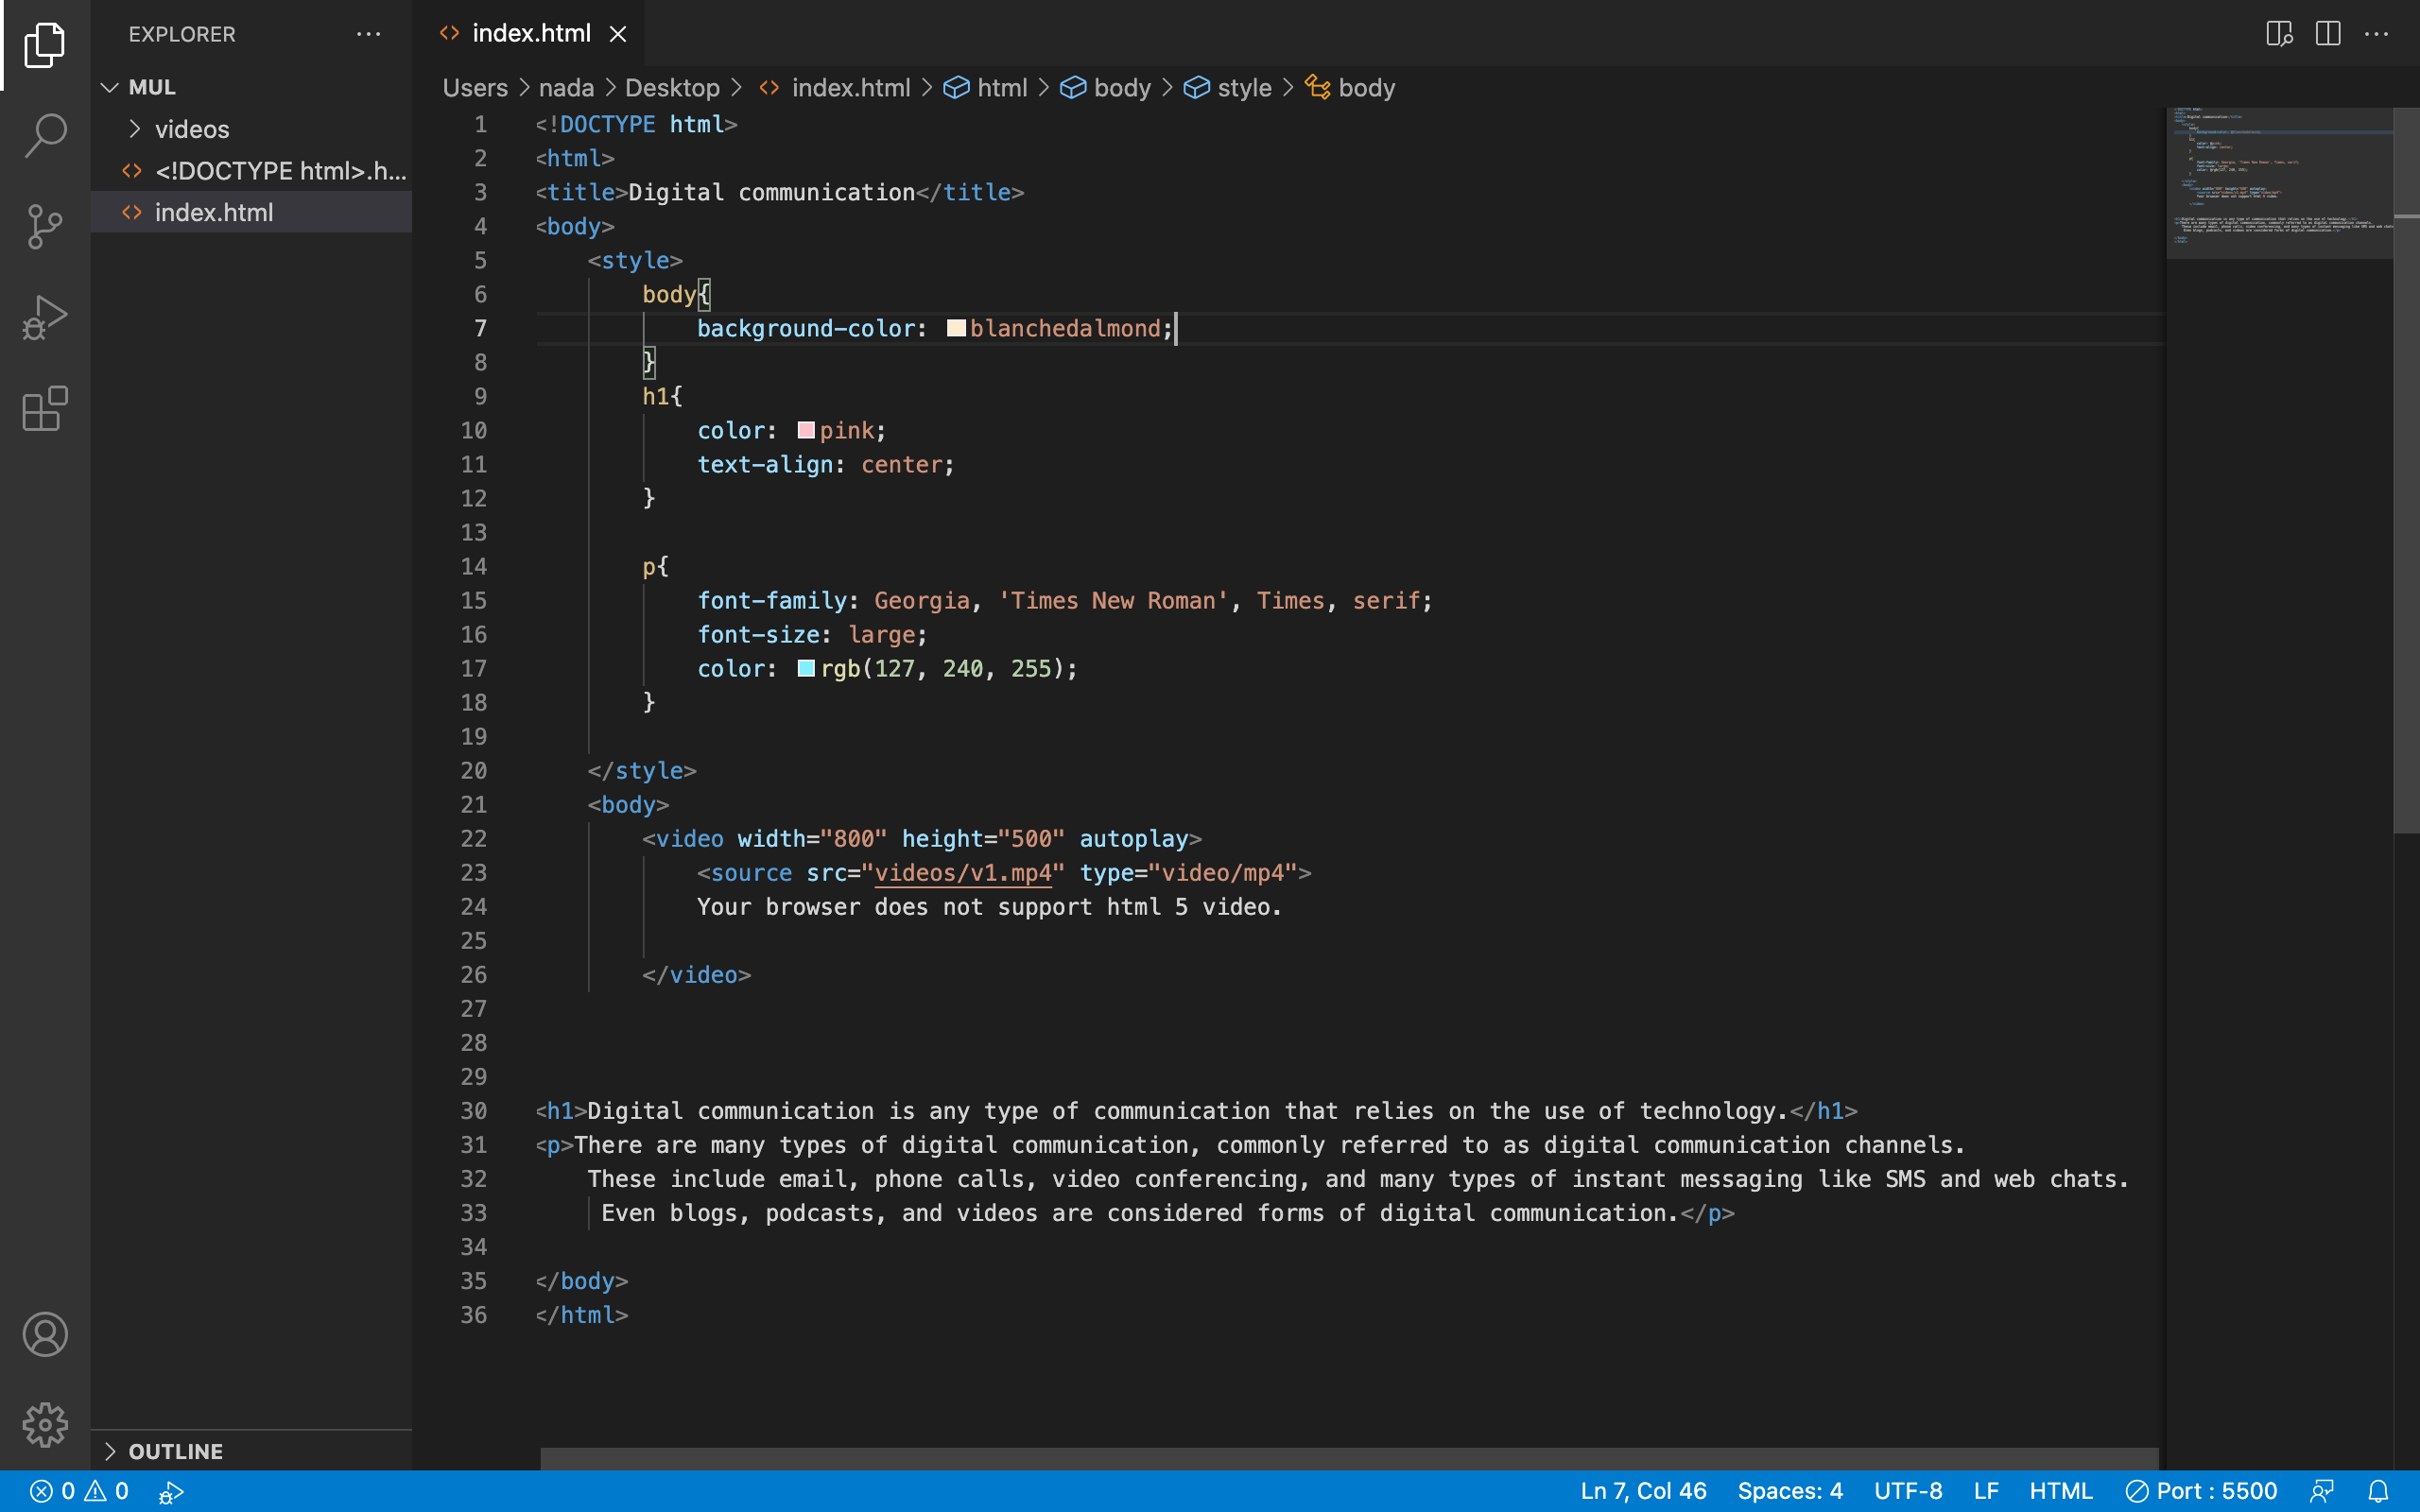 EXPLORER
MUL
videos
<!DOCTYPE html>.h...
index.html
OUTLINE
index.html
Users > nada > Desktop > index.html > html > body > style > body
1 <!DOCTYPE html>
2 <html>
3 <title>Digital communication</title>
4 <body>
5 <style>
6 body{
7 background-color: blanchedalmond;
8 }
9 h1{
10 color: pink;
11 text-align: center;
12 }
13
14 p{
15 font-family: Georgia, 'Times New Roman', Times, serif;
16 font-size: large;
17 color: rgb(127, 240, 255);
18 }
19
20 </style>
21 <body>
22 <video width="800" height="500" autoplay>
23 <source src="videos/v1.mp4" type="video/mp4">
24 Your browser does not support html 5 video.
25
26 </video>
27
28
29
30 <h1>Digital communication is any type of communication that relies on the use of technology.</h1>
31 <p>There are many types of digital communication, commonly referred to as digital communication channels.
32 These include email, phone calls, video conferencing, and many types of instant messaging like SMS and web chats.
33 Even blogs, podcasts, and videos are considered forms of digital communication.</p>
34
35 </body>
36 </html>
0 0 Ln 7, Col 46 Spaces: 4 UTF-8 LF HTML Port : 5500